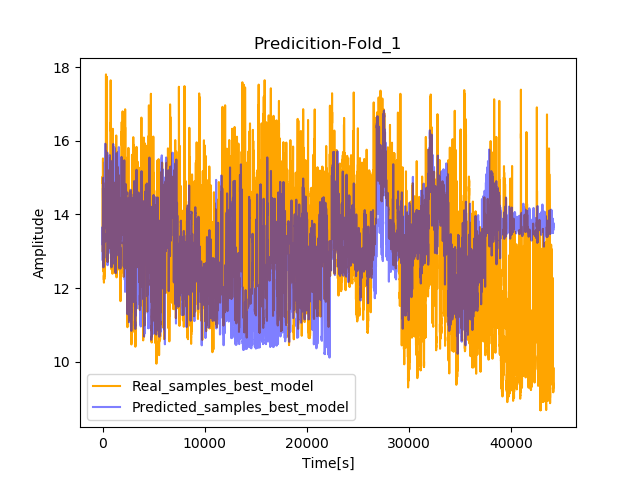 Predicition-Fold_1
18
16
14
12
10
Amplitude
Real_samples_best_model
Predicted_samples_best_model
0 10000 20000 30000 40000
Time[s]